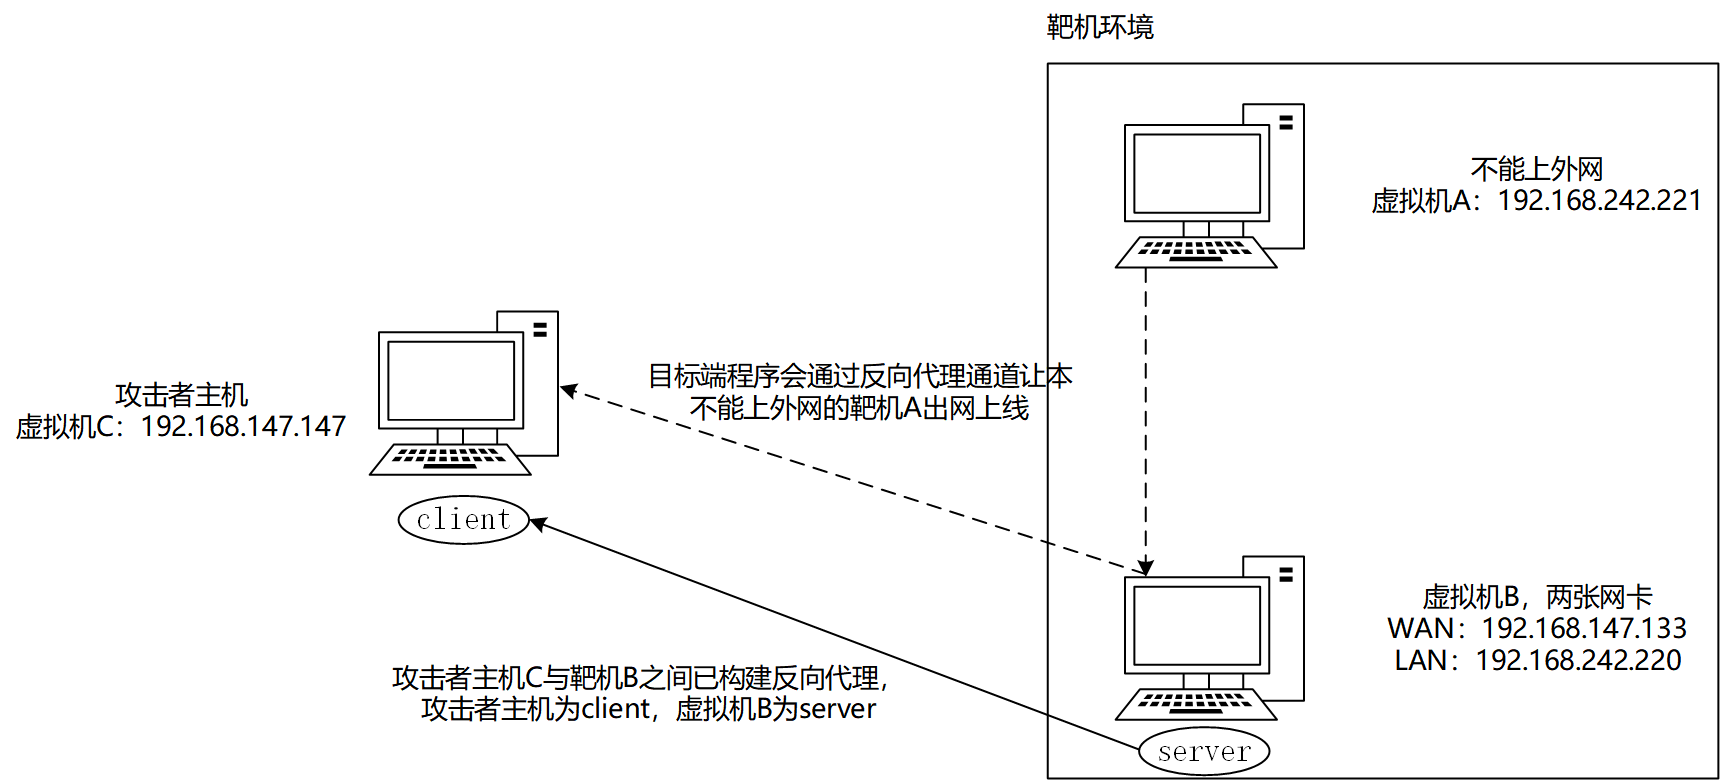 靶机环境
不能上外网
虚拟机A：192.168.242.221
目标端程序会通过反向代理通道让本
不能上外网的靶机A出网上线
攻击者主机
虚拟机C：192.168.147.147
client
虚拟机B，两张网卡
WAN：192.168.147.133
LAN：192.168.242.220
攻击者主机C与靶机B之间已构建反向代理，
攻击者主机为client，虚拟机B为server
server